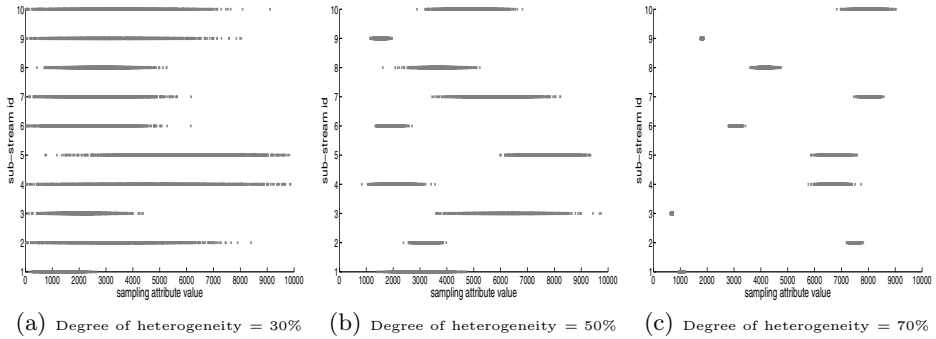 10
9
8
7
6
5
4
3
2
1
sub-stream id
0 1000 2000 3000 4000 5000 6000 7000 8000 9000 10000
sampling attribute value
(a) Degree of heterogeneity = 30%
10
9
8
7
6
5
4
3
2
1
sub-stream id
0 1000 2000 3000 4000 5000 6000 7000 8000 9000 10000
sampling attribute value
(b) Degree of heterogeneity = 50%
10
9
8
7
6
5
4
3
2
1
sub-stream id
0 1000 2000 3000 4000 5000 6000 7000 8000 9000 10000
sampling attribute value
(c) Degree of heterogeneity = 70%